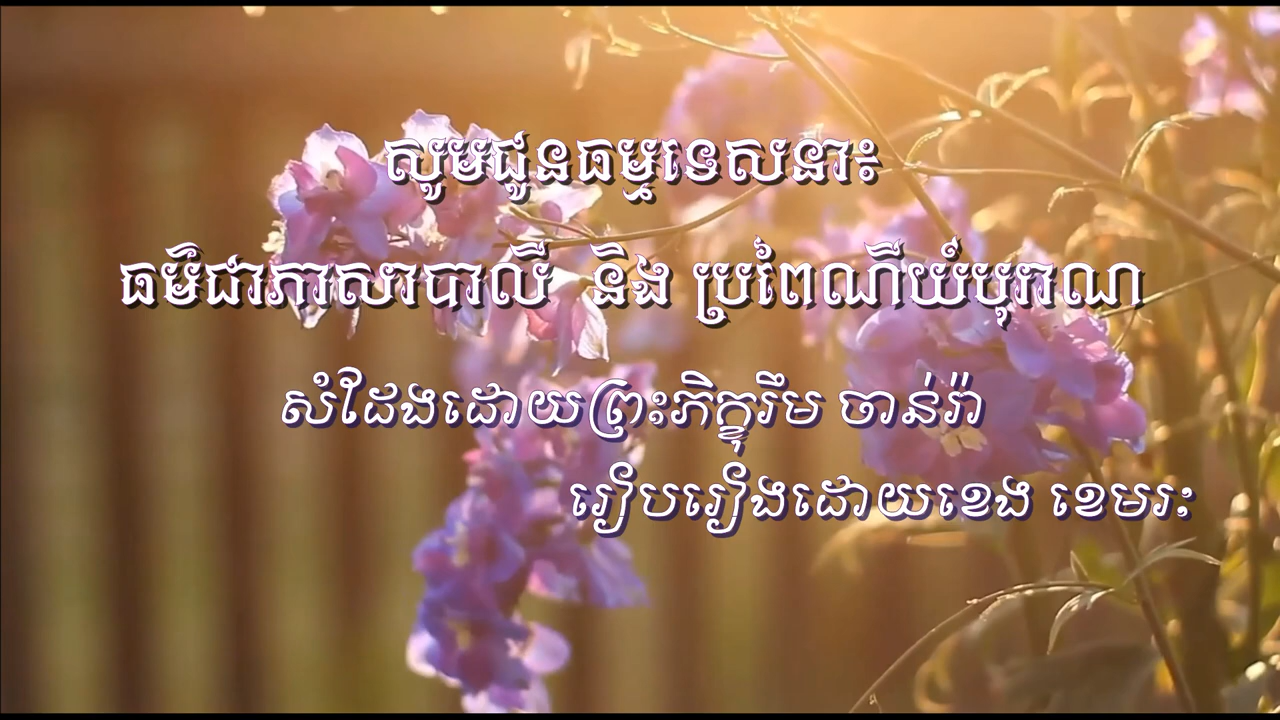 សូមជូនធម្មទេសនា៖
ធម៌ជាភាសាបាលី និង ប្រពៃណីយ៍បុរាណ
សំដែងដោយព្រះភិក្ខុរឹម ចាន់រ៉ា
រៀបរៀងដោយខេង ខេមរៈ